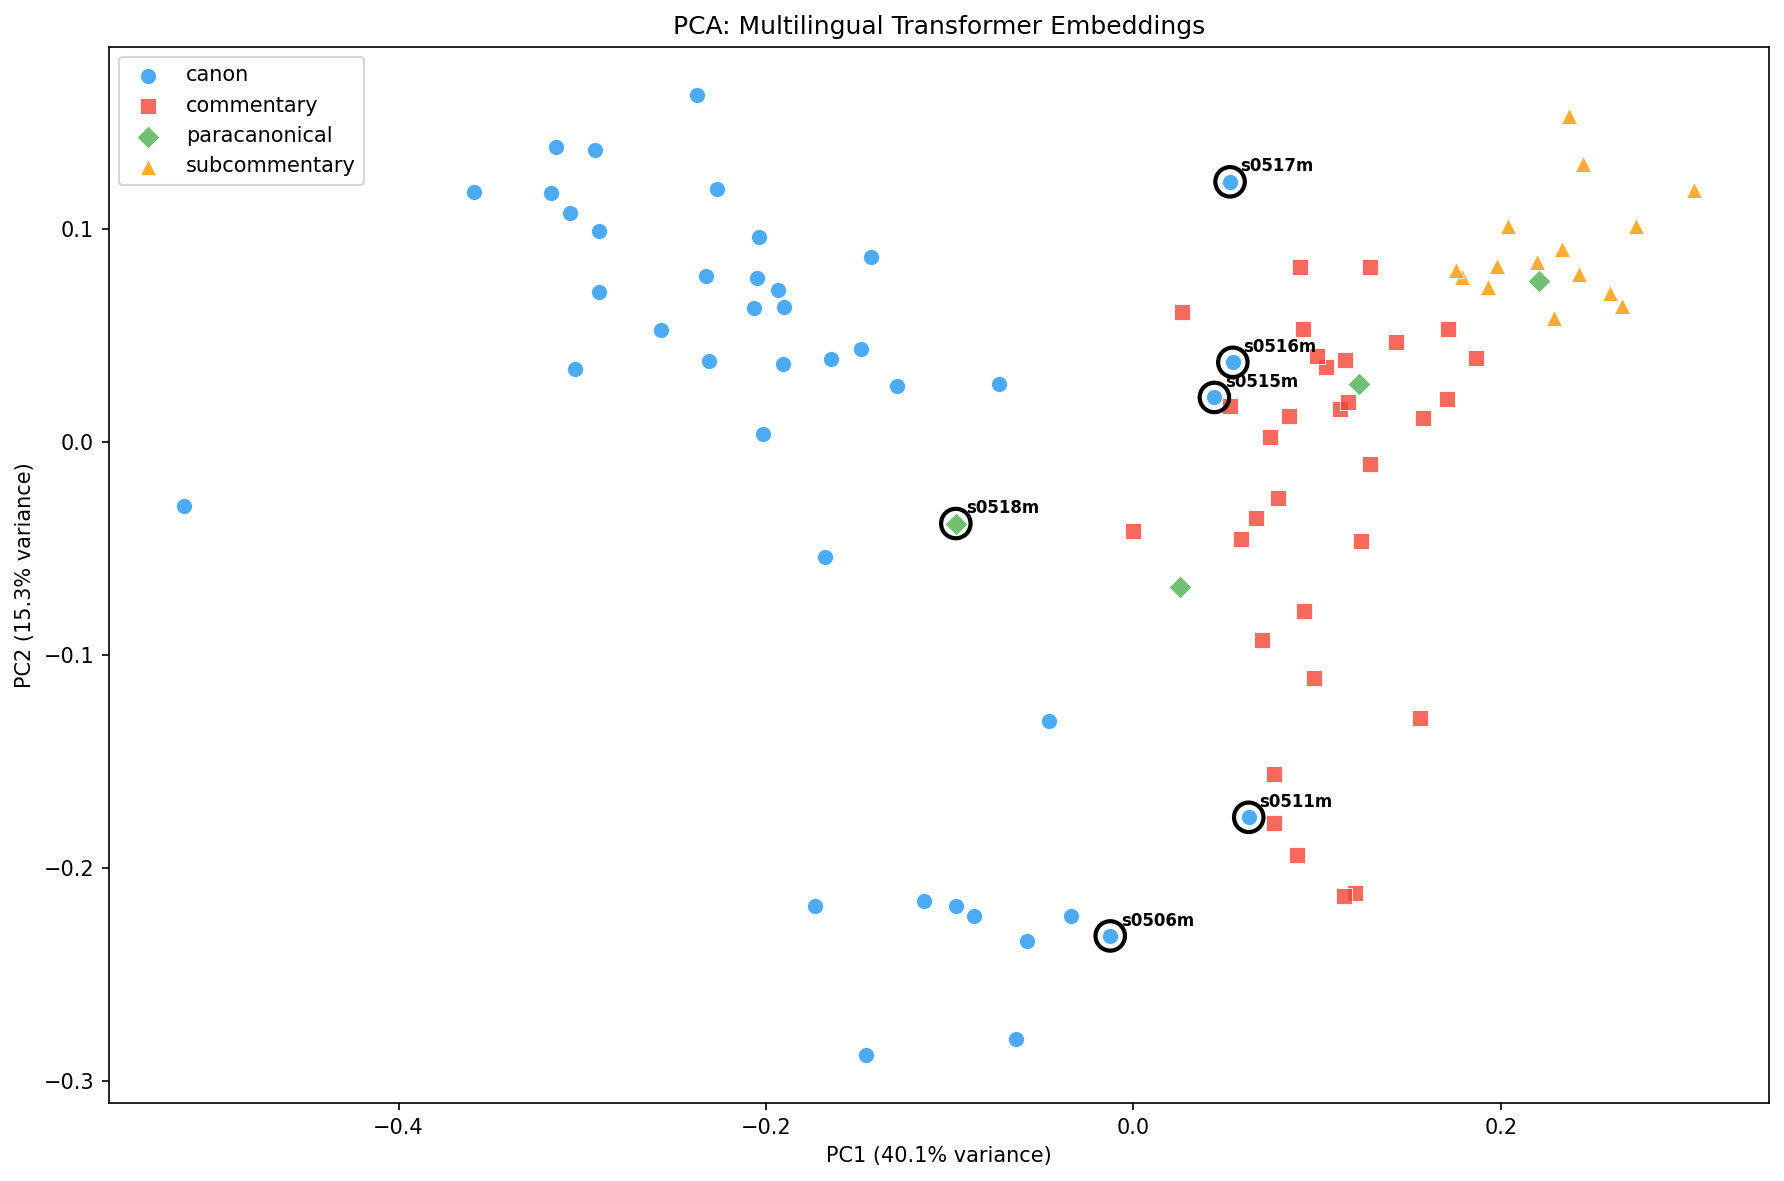 PCA: Multilingual Transformer Embeddings
canon
commentary
paracanonical
subcommentary
s0517m
s0516m
s0515m
s0518m
s0511m
s0506m
0.1
0.0
−0.1
−0.2
−0.3
PC2 (15.3% variance)
−0.4
−0.2
0.0
0.2
PC1 (40.1% variance)